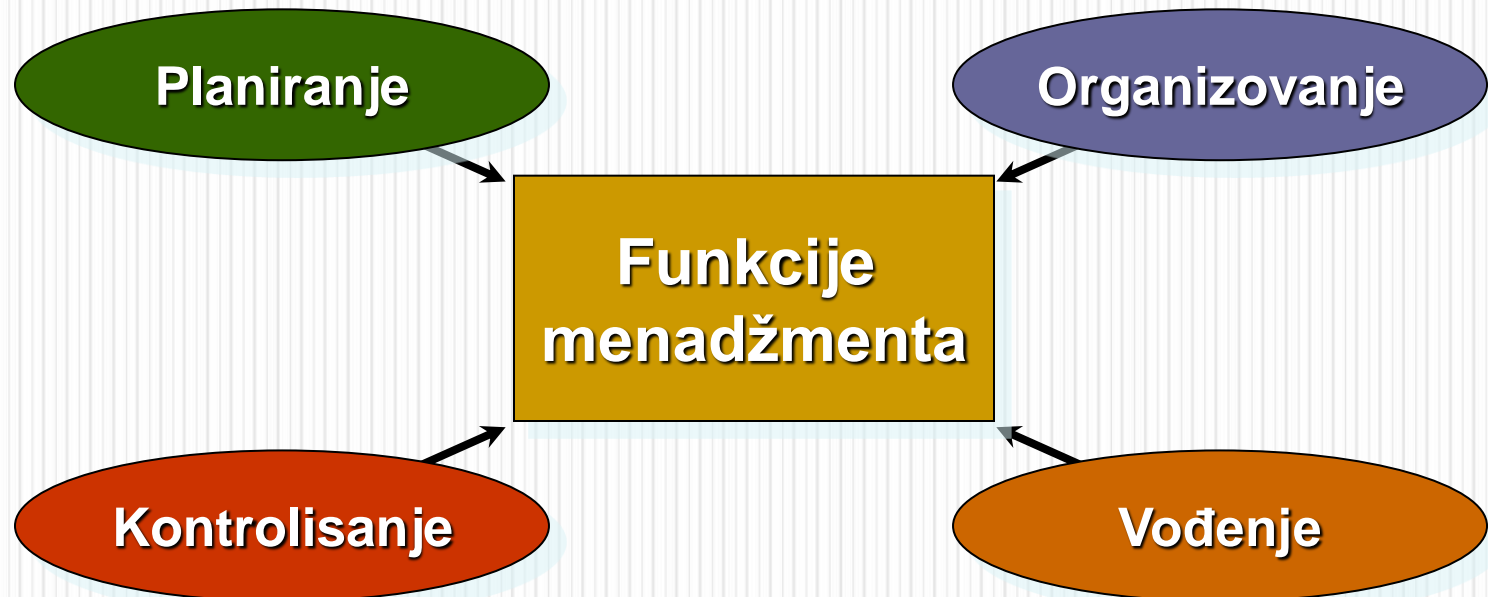 Planiranje
Organizovanje
Funkcije
menadžmenta
Kontrolisanje
Vođenje